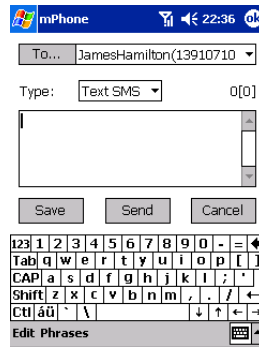 mPhone 22:36 ok
To... JamesHamilton(13910710
Type: Text SMS 0[0]
Save Send Cancel
123 1 2 3 4 5 6 7 8 9 0 - =
Tab q w e r t y u i o p [ ]
CAP a s d f g h j k l ; '
Shift z x c v b n m , . /
Ctl áü ` \
Edit Phrases